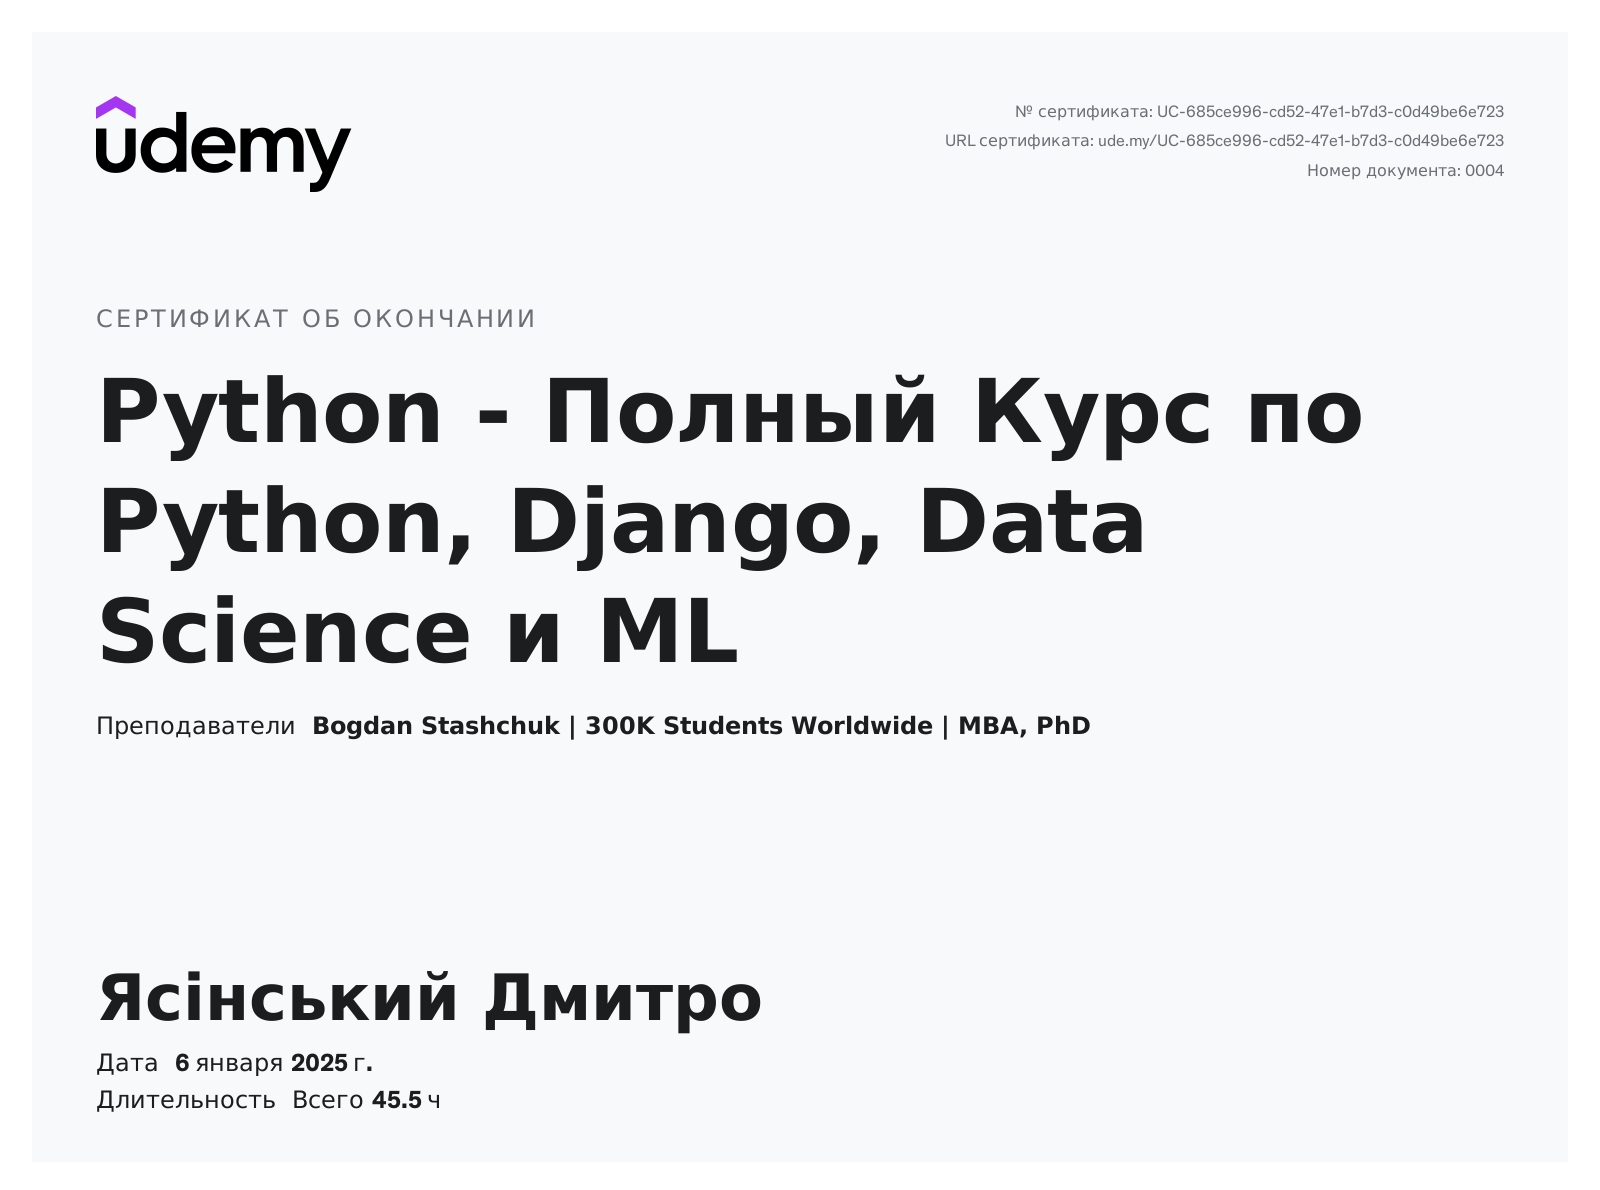 udemy
№ сертификата: UC-685ce996-cd52-47e1-b7d3-c0d49be6e723
URL сертификата: ude.my/UC-685ce996-cd52-47e1-b7d3-c0d49be6e723
Номер документа: 0004
СЕРТИФИКАТ ОБ ОКОНЧАНИИ
Python - Полный Курс по
Python, Django, Data
Science и ML
Преподаватели Bogdan Stashchuk | 300K Students Worldwide | MBA, PhD
Ясінський Дмитро
Дата 6 января 2025 г.
Длительность Всего 45.5 ч